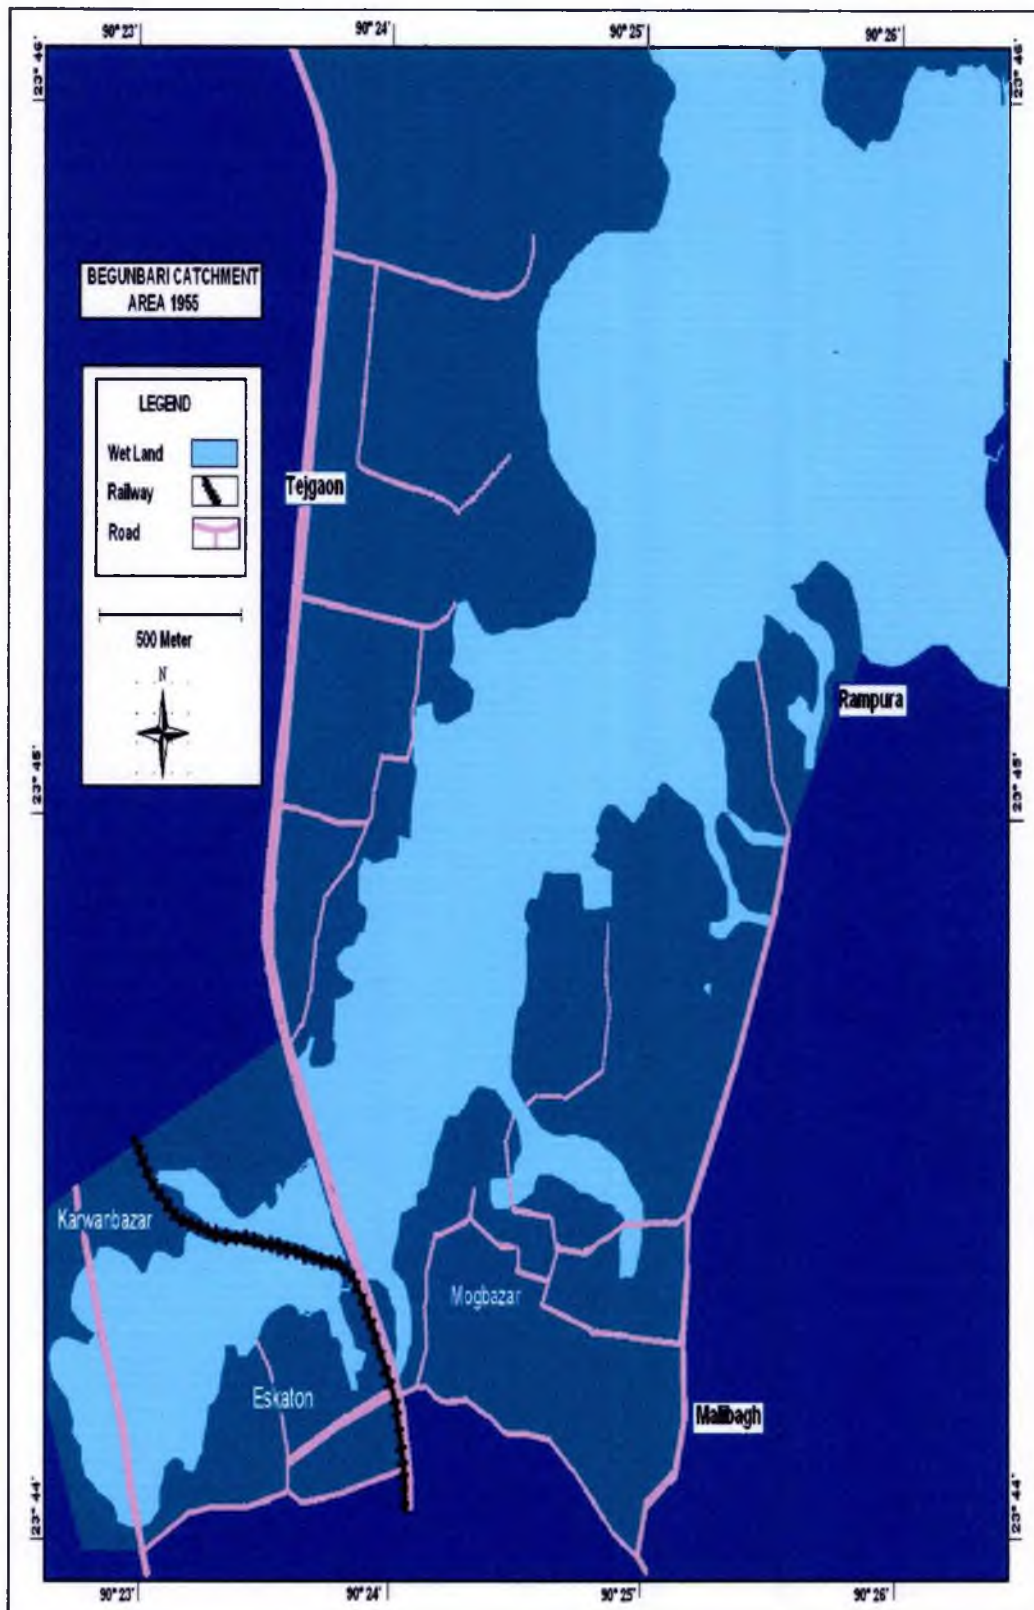 90° 23'
90° 24'
90° 25'
90° 26'
23° 46'
23° 46'
BEGUNBARI CATCHMENT
AREA 1955
LEGEND
Wet Land
Railway
Road
500 Meter
N
Tejgaon
Rampura
23° 45'
23° 45'
Karwanbazar
Mogbazar
Eskaton
Malibagh
23° 44'
23° 44'
90° 23'
90° 24'
90° 25'
90° 26'